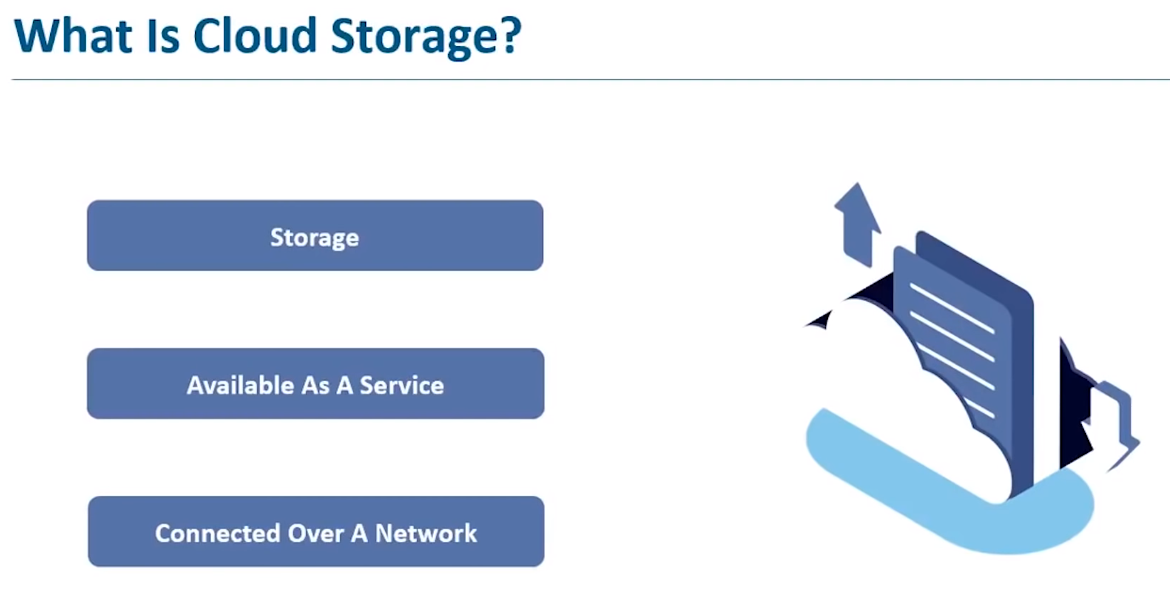 What Is Cloud Storage?
Storage
Available As A Service
Connected Over A Network